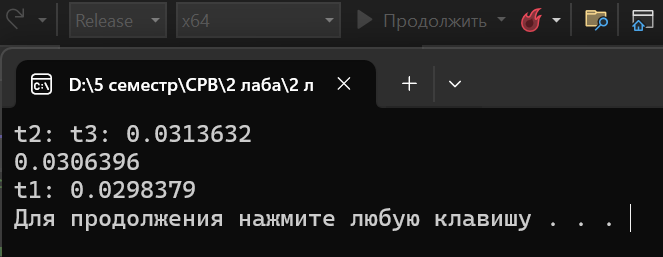 Release x64 Продолжить
D:\5 семестр\СРВ\2 лаба\2 л
t2: t3: 0.0313632
0.0306396
t1: 0.0298379
Для продолжения нажмите любую клавишу . . .